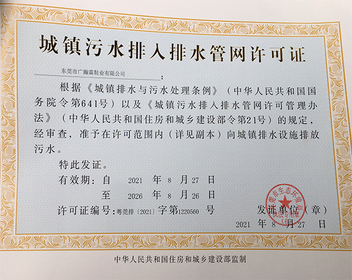 城镇污水排入排水管网许可证
东莞市广瀚霖鞋业有限公司：
根据《城镇排水与污水处理条例》（中华人民共和国国
务院令第641号）以及《城镇污水排入排水管网许可管理办
法》（中华人民共和国住房和城乡建设部令第21号）的规定，
经审查，准予在许可范围内（详见副本）向城镇排水设施排放
污水。
特此发证。
有效期：自 2021 年 8 月 27 日
至 2026 年 8 月 26 日
许可证编号：粤莞排〔2021〕字第1220500 号
发证单位（章）
2021 年 8 月 27 日
中华人民共和国住房和城乡建设部监制